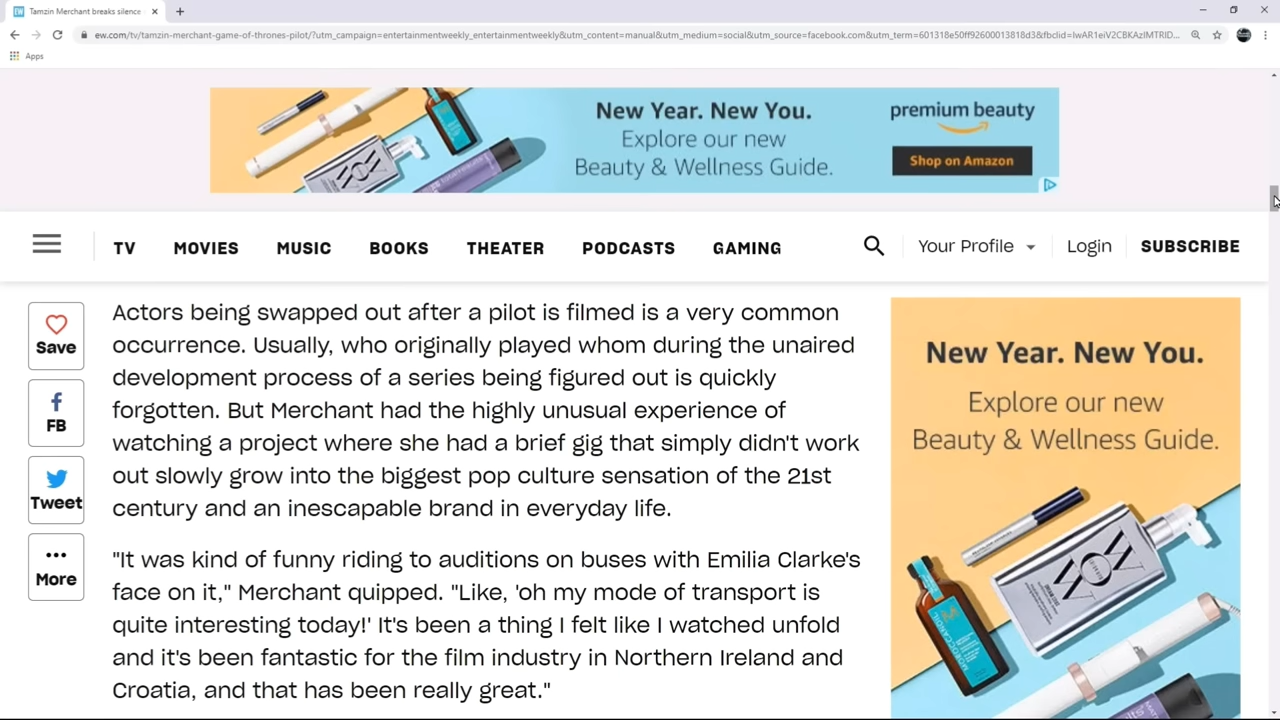 Tamzin Merchant breaks silence
ew.com/tv/tamzin-merchant-game-of-thrones-pilot/?utm_campaign=entertainmentweekly_entertainmentweekly&utm_content=manual&utm_medium=social&utm_source=facebook.com&utm_term=601318e50ff92600013818d3&fbclid=IwAR1eiV2CBKAzIMTRID...
Apps
New Year. New You.
Explore our new
Beauty & Wellness Guide.
premium beauty
Shop on Amazon
WOW
TV MOVIES MUSIC BOOKS THEATER PODCASTS GAMING Your Profile Login SUBSCRIBE
Save
FB
Tweet
More
Actors being swapped out after a pilot is filmed is a very common
occurrence. Usually, who originally played whom during the unaired
development process of a series being figured out is quickly
forgotten. But Merchant had the highly unusual experience of
watching a project where she had a brief gig that simply didn't work
out slowly grow into the biggest pop culture sensation of the 21st
century and an inescapable brand in everyday life.
"It was kind of funny riding to auditions on buses with Emilia Clarke's
face on it," Merchant quipped. "Like, 'oh my mode of transport is
quite interesting today!' It's been a thing I felt like I watched unfold
and it's been fantastic for the film industry in Northern Ireland and
Croatia, and that has been really great."
New Year. New You.
Explore our new
Beauty & Wellness Guide.
WOW
MOROCCANOIL